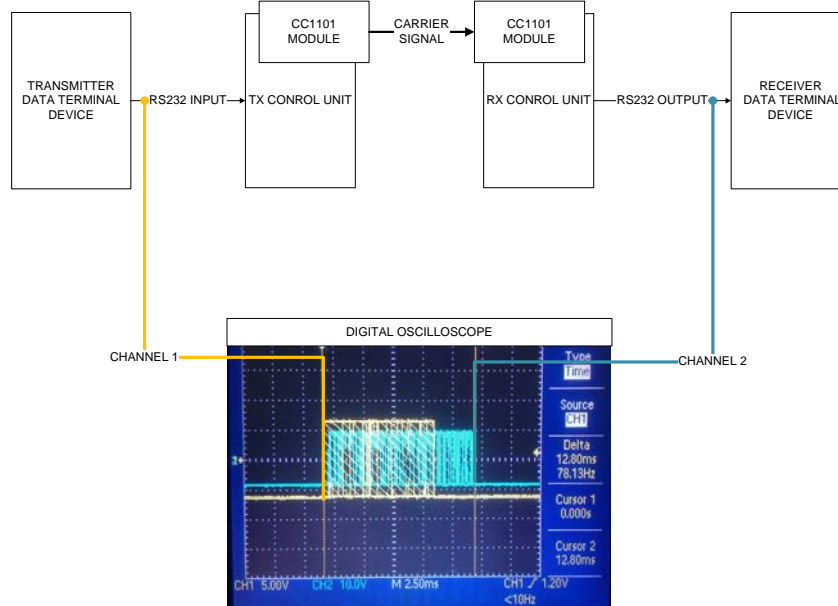 CC1101
MODULE
CARRIER
SIGNAL
CC1101
MODULE
TRANSMITTER
DATA TERMINAL
DEVICE
RS232 INPUT
TX CONROL UNIT
RX CONROL UNIT
RS232 OUTPUT
RECEIVER
DATA TERMINAL
DEVICE
DIGITAL OSCILLOSCOPE
CHANNEL 1
CHANNEL 2
Type
Time
Source
CH1
Delta
12.80ms
78.13Hz
Cursor 1
0.000s
Cursor 2
12.80ms
2
CH1 5.00V CH2 10.0V M 2.50ms CH1 / 1.20V
<10Hz